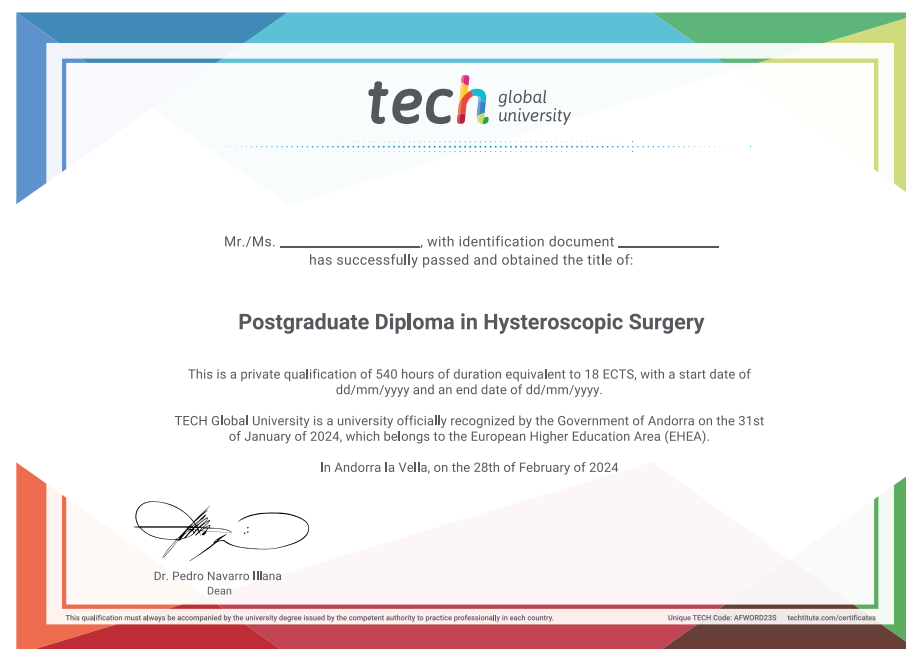 tech global
university
Mr./Ms. ____________, with identification document ____________
has successfully passed and obtained the title of:
Postgraduate Diploma in Hysteroscopic Surgery
This is a private qualification of 540 hours of duration equivalent to 18 ECTS, with a start date of
dd/mm/yyyy and an end date of dd/mm/yyyy.
TECH Global University is a university officially recognized by the Government of Andorra on the 31st
of January of 2024, which belongs to the European Higher Education Area (EHEA).
In Andorra la Vella, on the 28th of February of 2024
Dr. Pedro Navarro Illana
Dean
This qualification must always be accompanied by the university degree issued by the competent authority to practice professionally in each country. Unique TECH Code: AFWORD23S techtitute.com/certificates